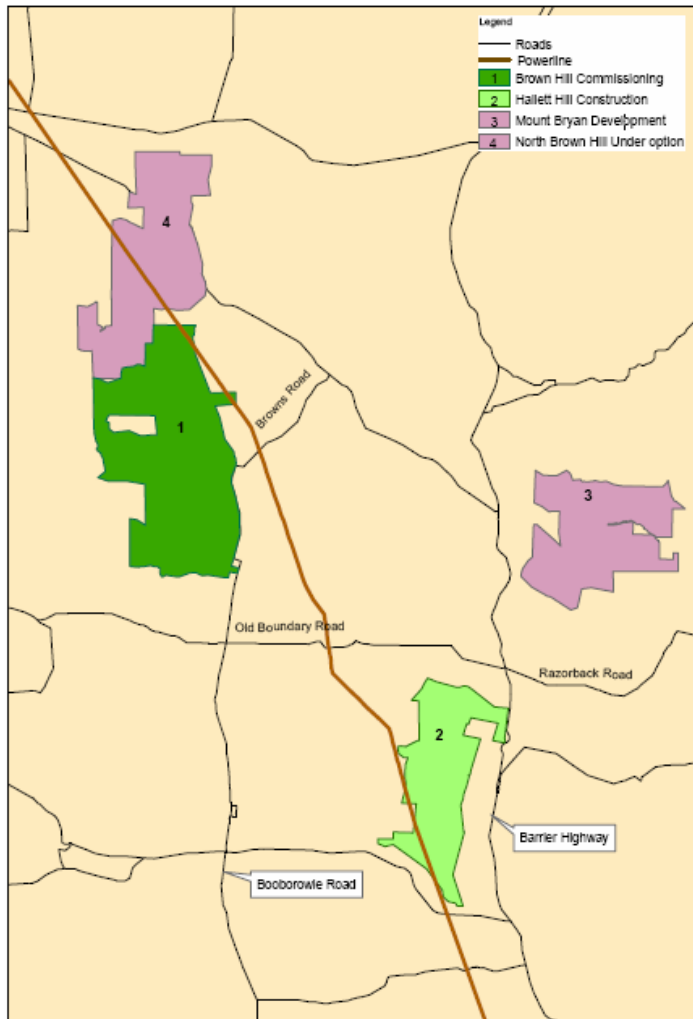 Legend
Roads
Powerline
1 Brown Hill Commissioning
2 Hallett Hill Construction
3 Mount Bryan Development
4 North Brown Hill Under option
4
Browns Road
1
3
Old Boundary Road
Razorback Road
2
Barrier Highway
Booborowie Road